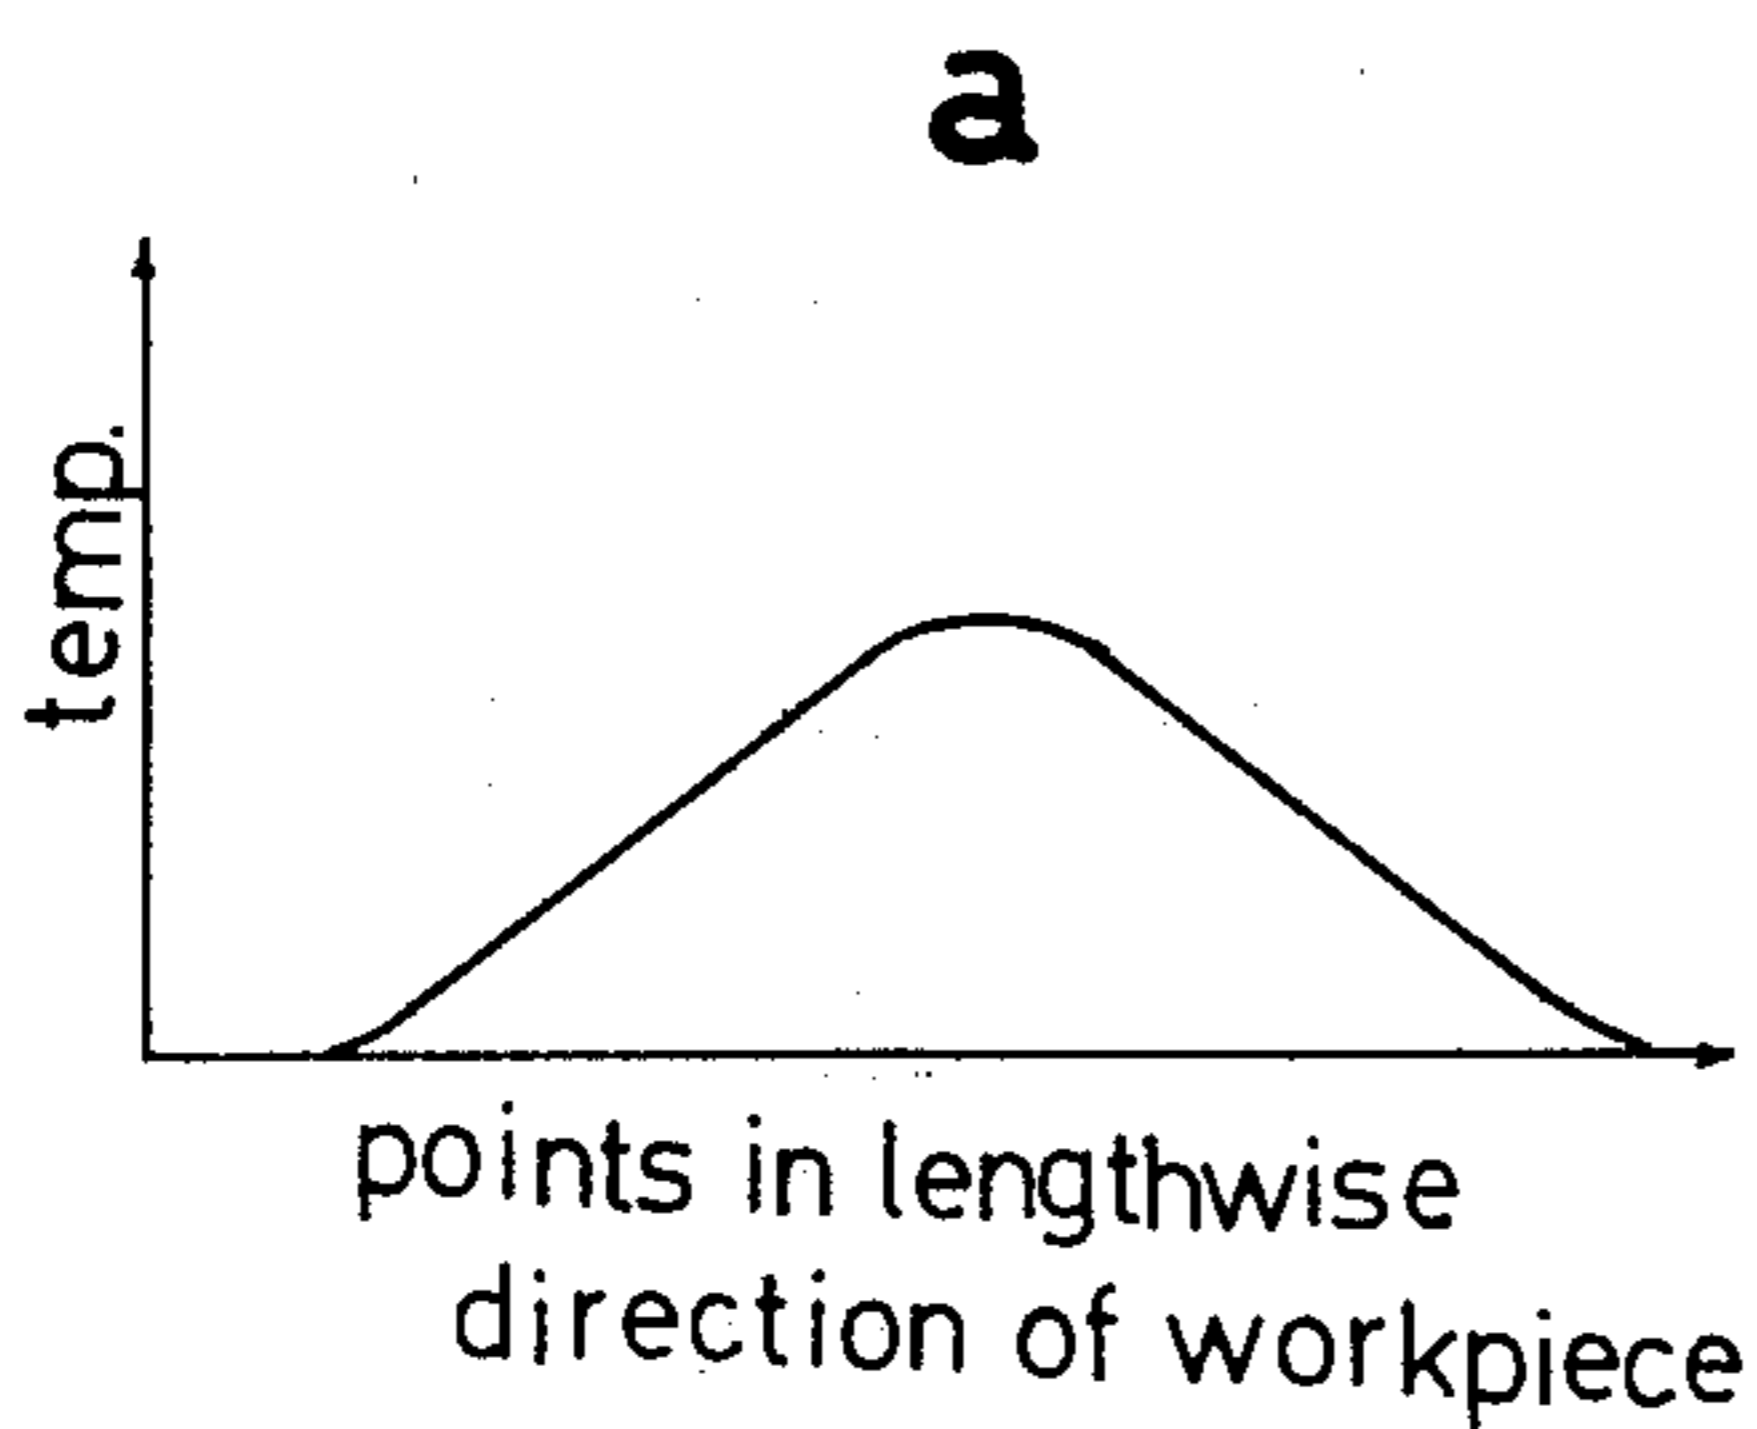 a
temp.
points in lengthwise
direction of workpiece